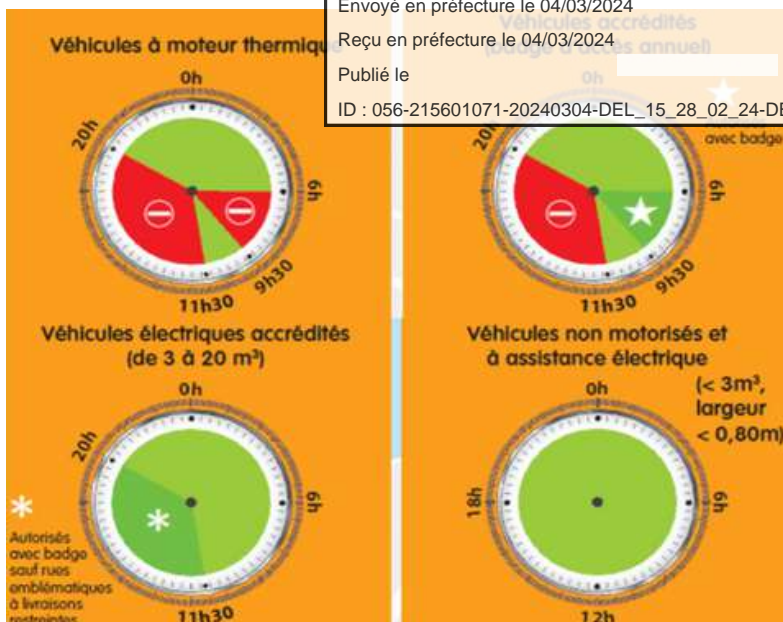 Envoyé en préfecture le 04/03/2024
Reçu en préfecture le 04/03/2024
Publié le
ID : 056-215601071-20240304-DEL_15_28_02_24-DE
Véhicules à moteur thermique
0h
20h
6h
9h30
11h30
Véhicules accrédités
(badge d'accès annuel)
0h
20h
avec badge
6h
9h30
11h30
Véhicules électriques accrédités
(de 3 à 20 m³)
0h
20h
6h
11h30
*
Autorisés
avec badge
sauf rues
emblématiques
à livraisons
restreintes
Véhicules non motorisés et
à assistance électrique
(< 3m³,
largeur
< 0,80m)
0h
18h
6h
12h